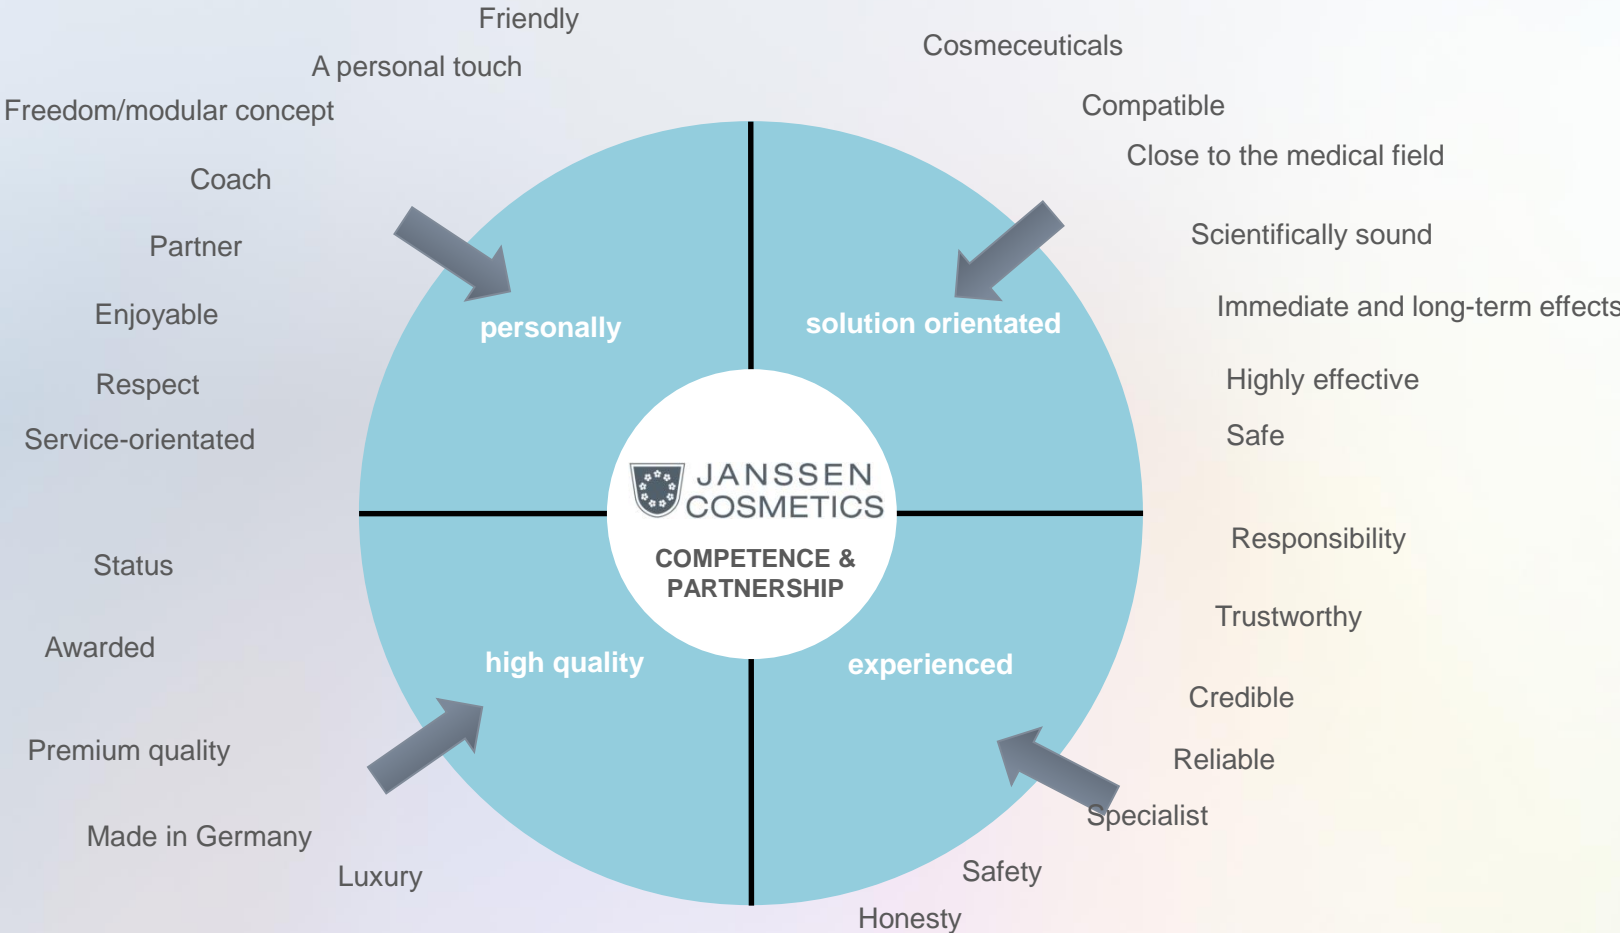 Friendly
A personal touch
Freedom/modular concept
Coach
Partner
Enjoyable
Respect
Service-orientated
Cosmeceuticals
Compatible
Close to the medical field
Scientifically sound
Immediate and long-term effects
Highly effective
Safe
personally
solution orientated
JANSSEN
COSMETICS
COMPETENCE &
PARTNERSHIP
high quality
experienced
Status
Awarded
Premium quality
Made in Germany
Luxury
Responsibility
Trustworthy
Credible
Reliable
Specialist
Safety
Honesty